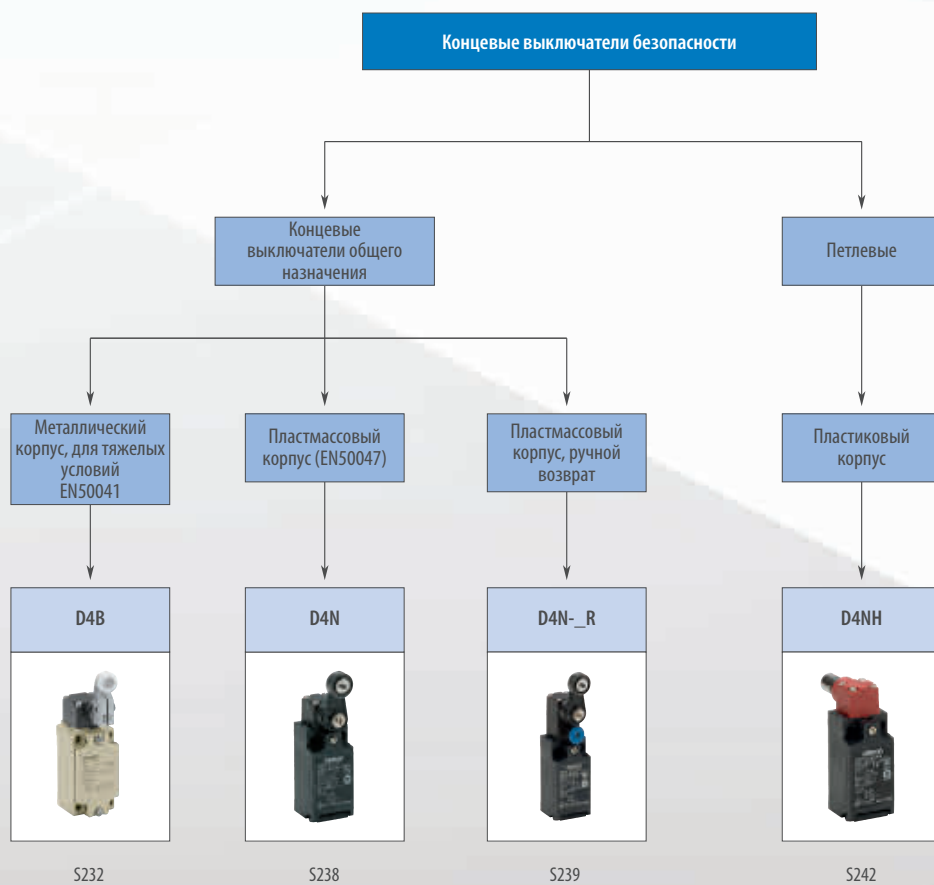 Концевые выключатели безопасности
Концевые
выключатели общего
назначения
Петлевые
Металлический
корпус, для тяжелых
условий
EN50041
Пластмассовый
корпус (EN50047)
Пластмассовый
корпус, ручной
возврат
Пластиковый
корпус
D4B
D4N
D4N-_R
D4NH
S232
S238
S239
S242